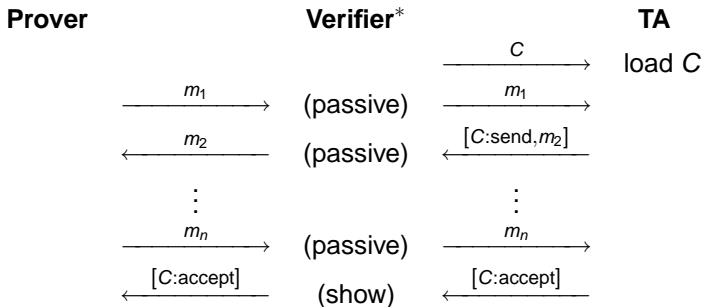 Prover Verifier* TA
C load C
m1 (passive) m1
m2 (passive) [C:send,m2]
⋮ ⋮
mn (passive) mn
[C:accept] (show) [C:accept]